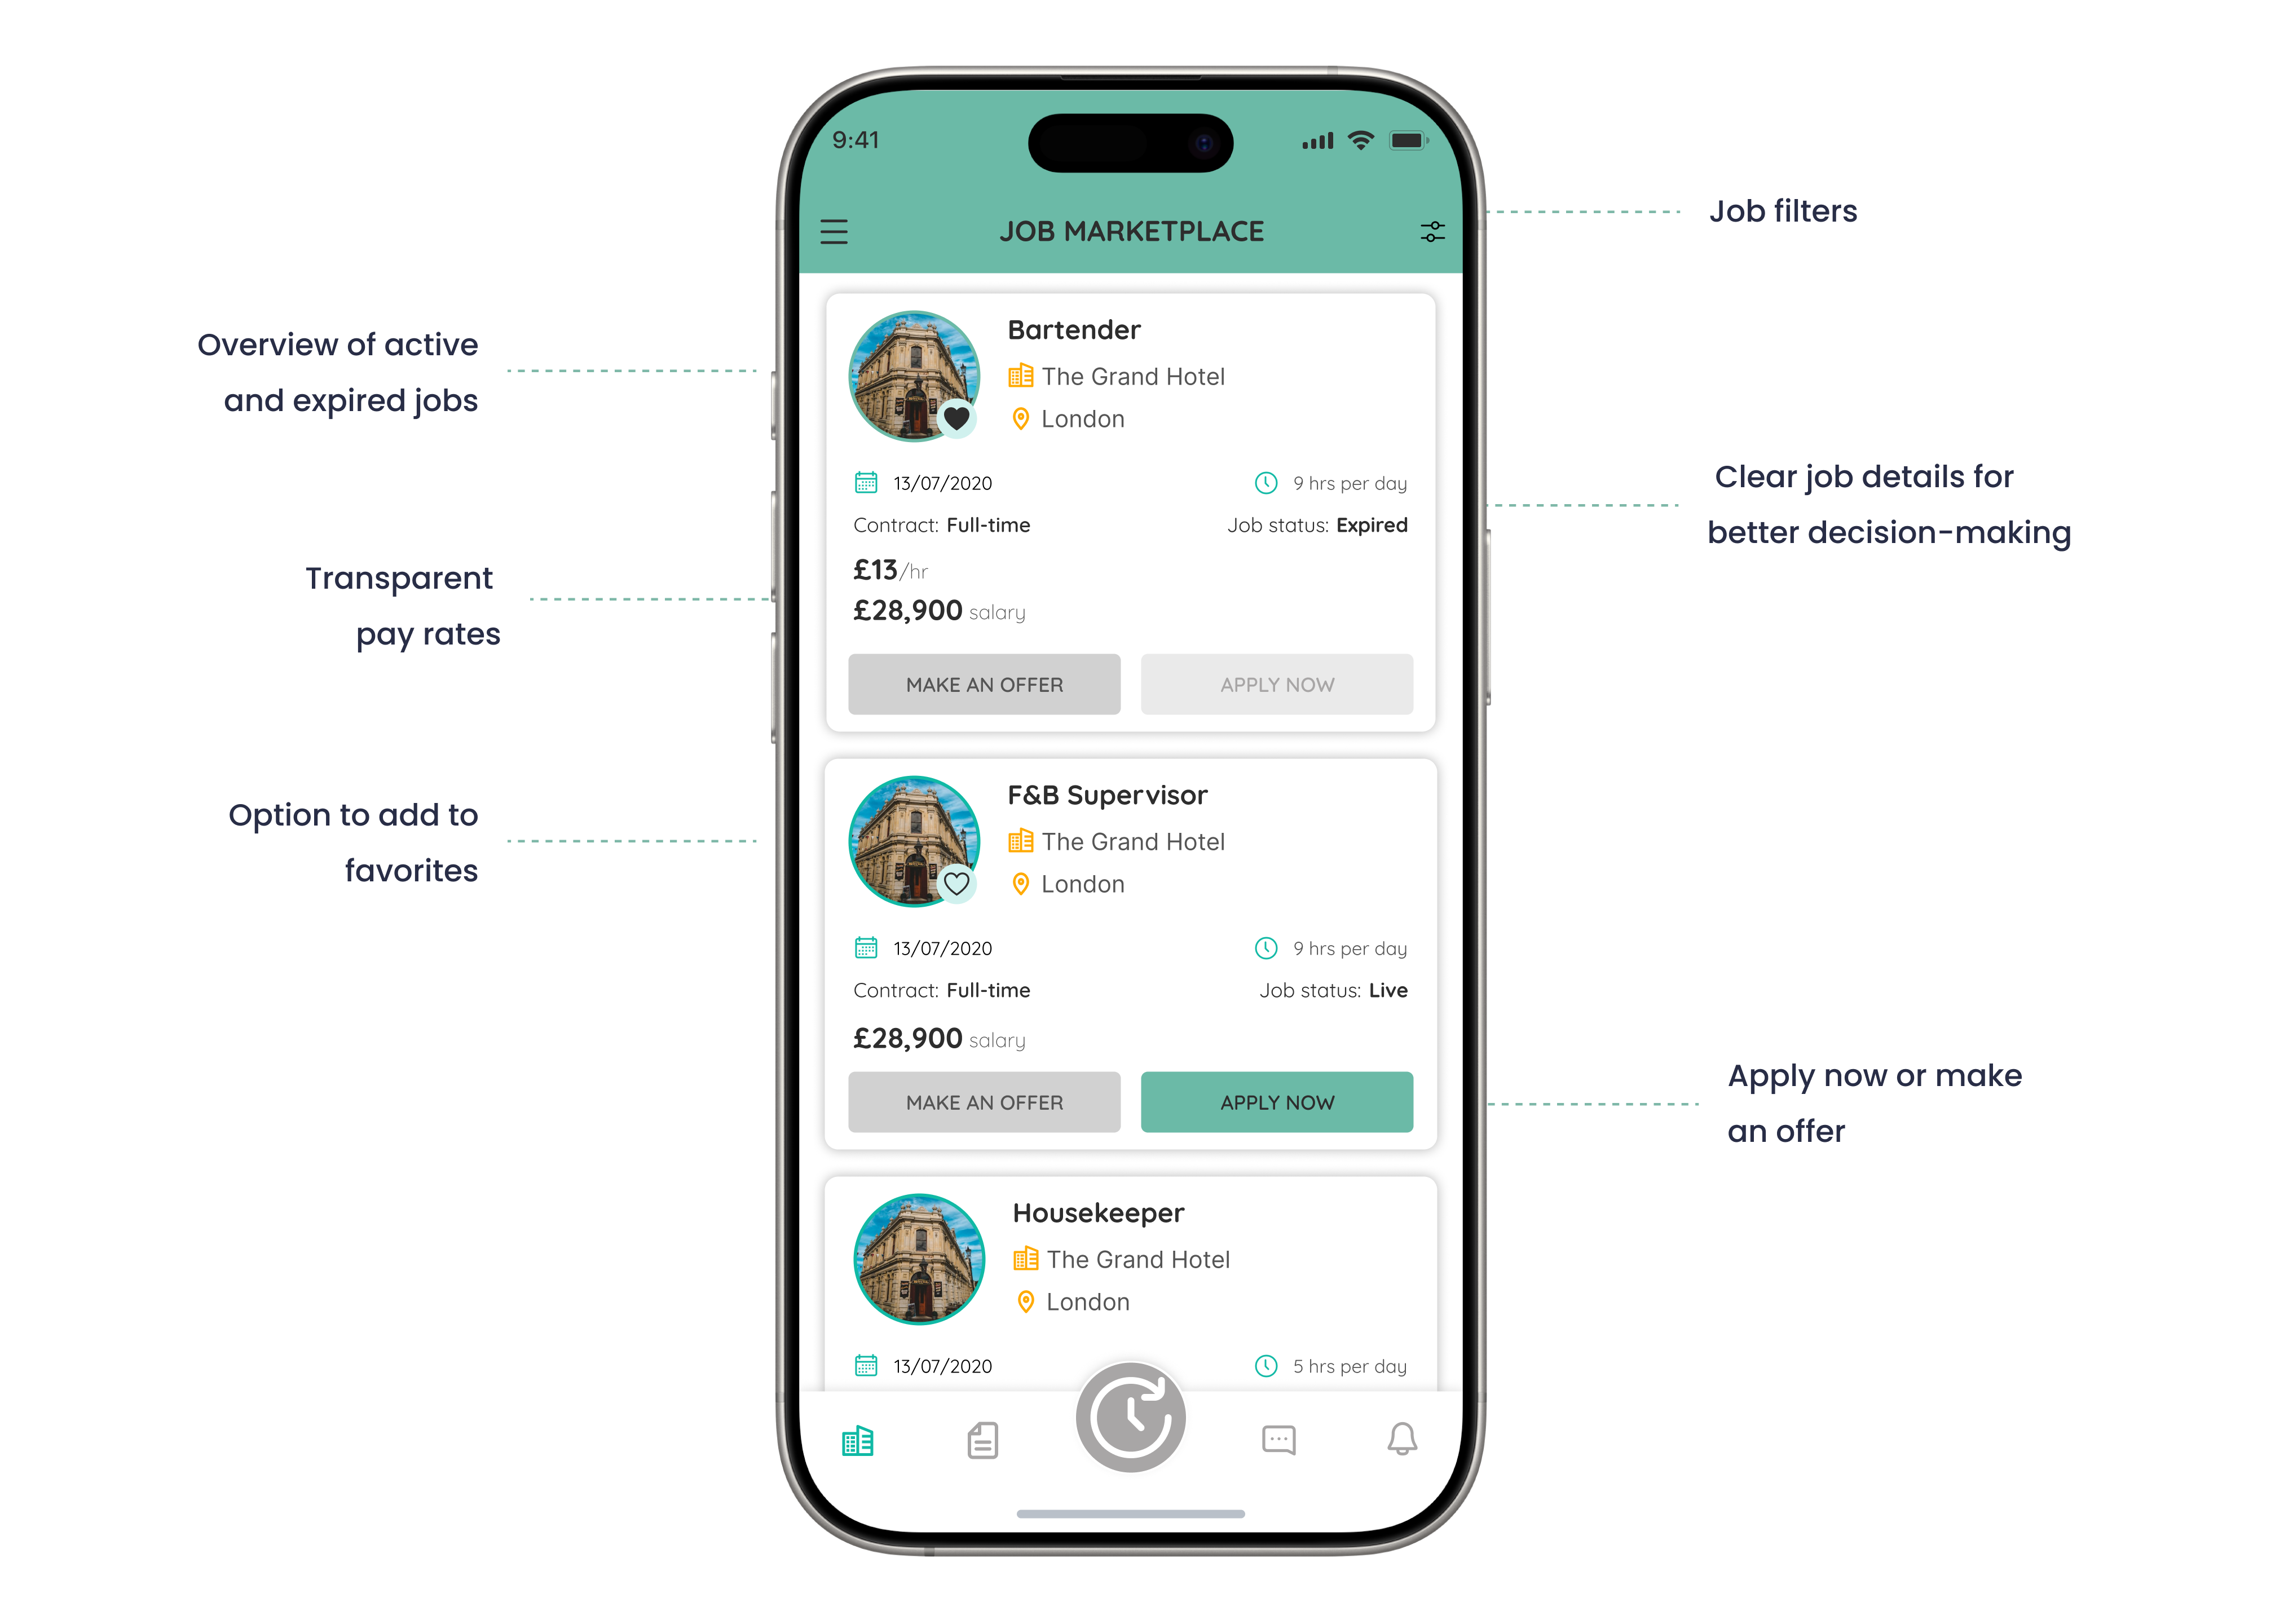 9:41
JOB MARKETPLACE
Job filters
Overview of active
and expired jobs
Transparent
pay rates
Option to add to
favorites
Bartender
The Grand Hotel
London
13/07/2020
9 hrs per day
Contract: Full-time
Job status: Expired
£13/hr
£28,900 salary
MAKE AN OFFER
APPLY NOW
F&B Supervisor
The Grand Hotel
London
13/07/2020
9 hrs per day
Contract: Full-time
Job status: Live
£28,900 salary
MAKE AN OFFER
APPLY NOW
Housekeeper
The Grand Hotel
London
13/07/2020
5 hrs per day
Clear job details for
better decision-making
Apply now or make
an offer